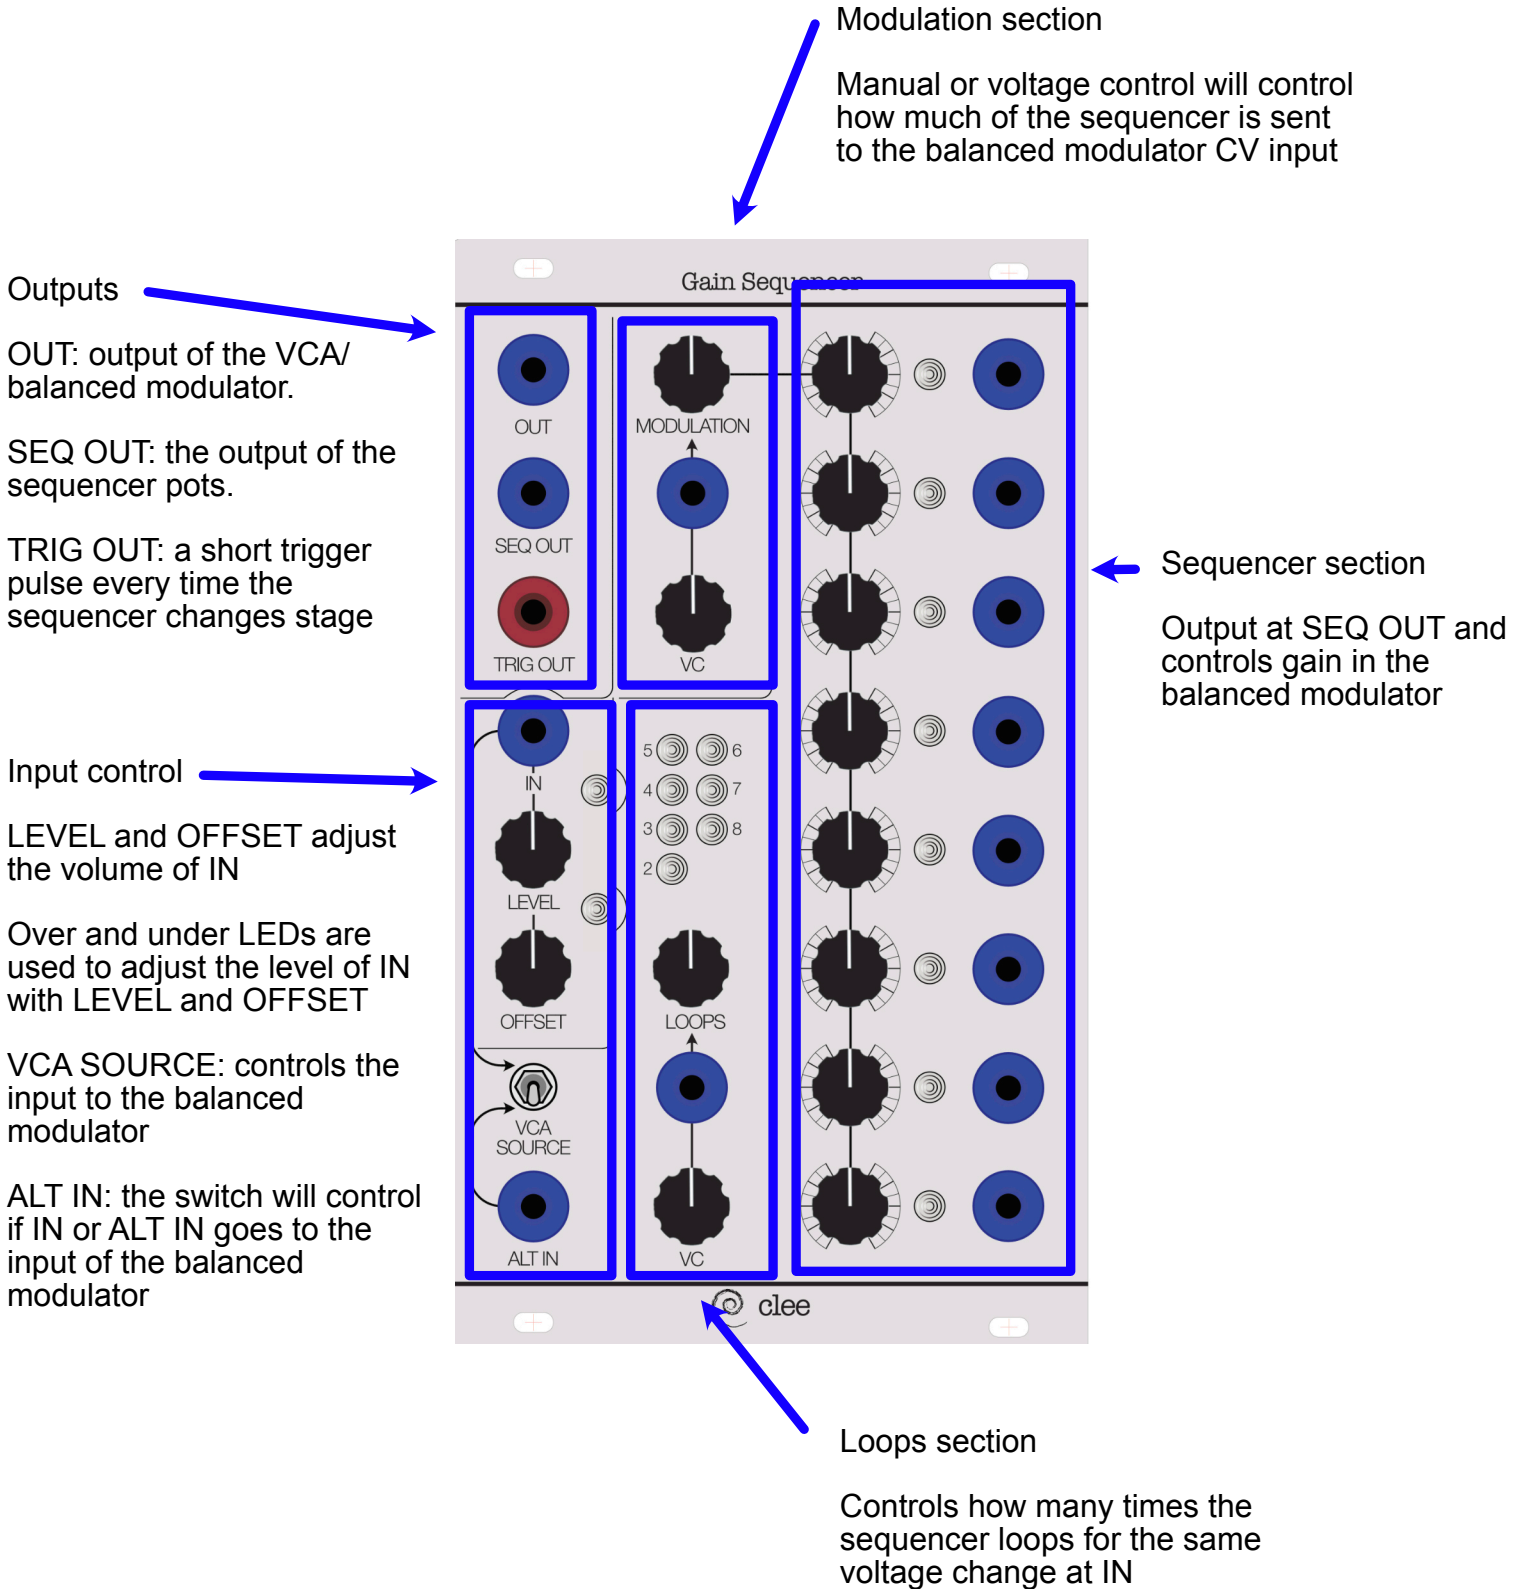 Modulation section
Manual or voltage control will control
how much of the sequencer is sent
to the balanced modulator CV input
Outputs
OUT: output of the VCA/
balanced modulator.
SEQ OUT: the output of the
sequencer pots.
TRIG OUT: a short trigger
pulse every time the
sequencer changes stage
Input control
LEVEL and OFFSET adjust
the volume of IN
Over and under LEDs are
used to adjust the level of IN
with LEVEL and OFFSET
VCA SOURCE: controls the
input to the balanced
modulator
ALT IN: the switch will control
if IN or ALT IN goes to the
input of the balanced
modulator
Gain Sequencer
OUT
SEQ OUT
TRIG OUT
MODULATION
VC
IN
LEVEL
OFFSET
VCA
SOURCE
ALT IN
5 6
4 7
3 8
2
LOOPS
VC
clee
Sequencer section
Output at SEQ OUT and
controls gain in the
balanced modulator
Loops section
Controls how many times the
sequencer loops for the same
voltage change at IN